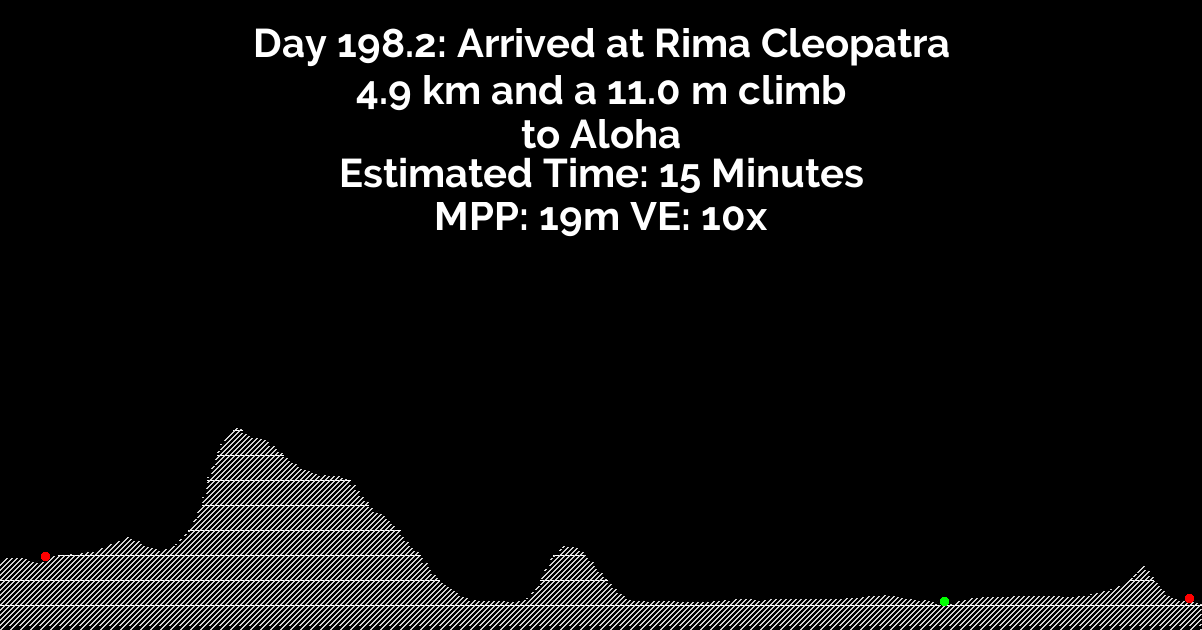 Day 198.2: Arrived at Rima Cleopatra
4.9 km and a 11.0 m climb
to Aloha
Estimated Time: 15 Minutes
MPP: 19m VE: 10x